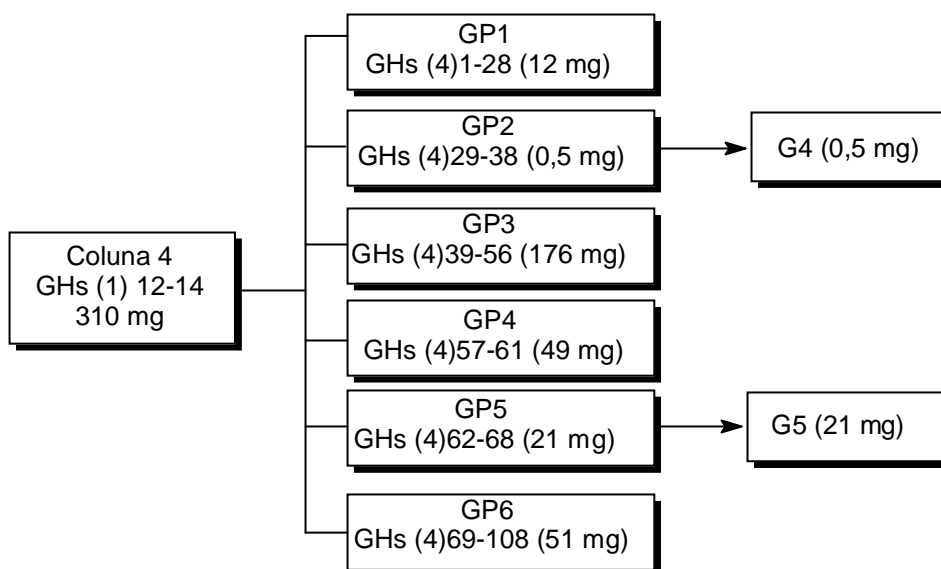 GP1
GHs (4)1-28 (12 mg)
GP2
GHs (4)29-38 (0,5 mg)
G4 (0,5 mg)
GP3
GHs (4)39-56 (176 mg)
Coluna 4
GHs (1) 12-14
310 mg
GP4
GHs (4)57-61 (49 mg)
GP5
GHs (4)62-68 (21 mg)
G5 (21 mg)
GP6
GHs (4)69-108 (51 mg)